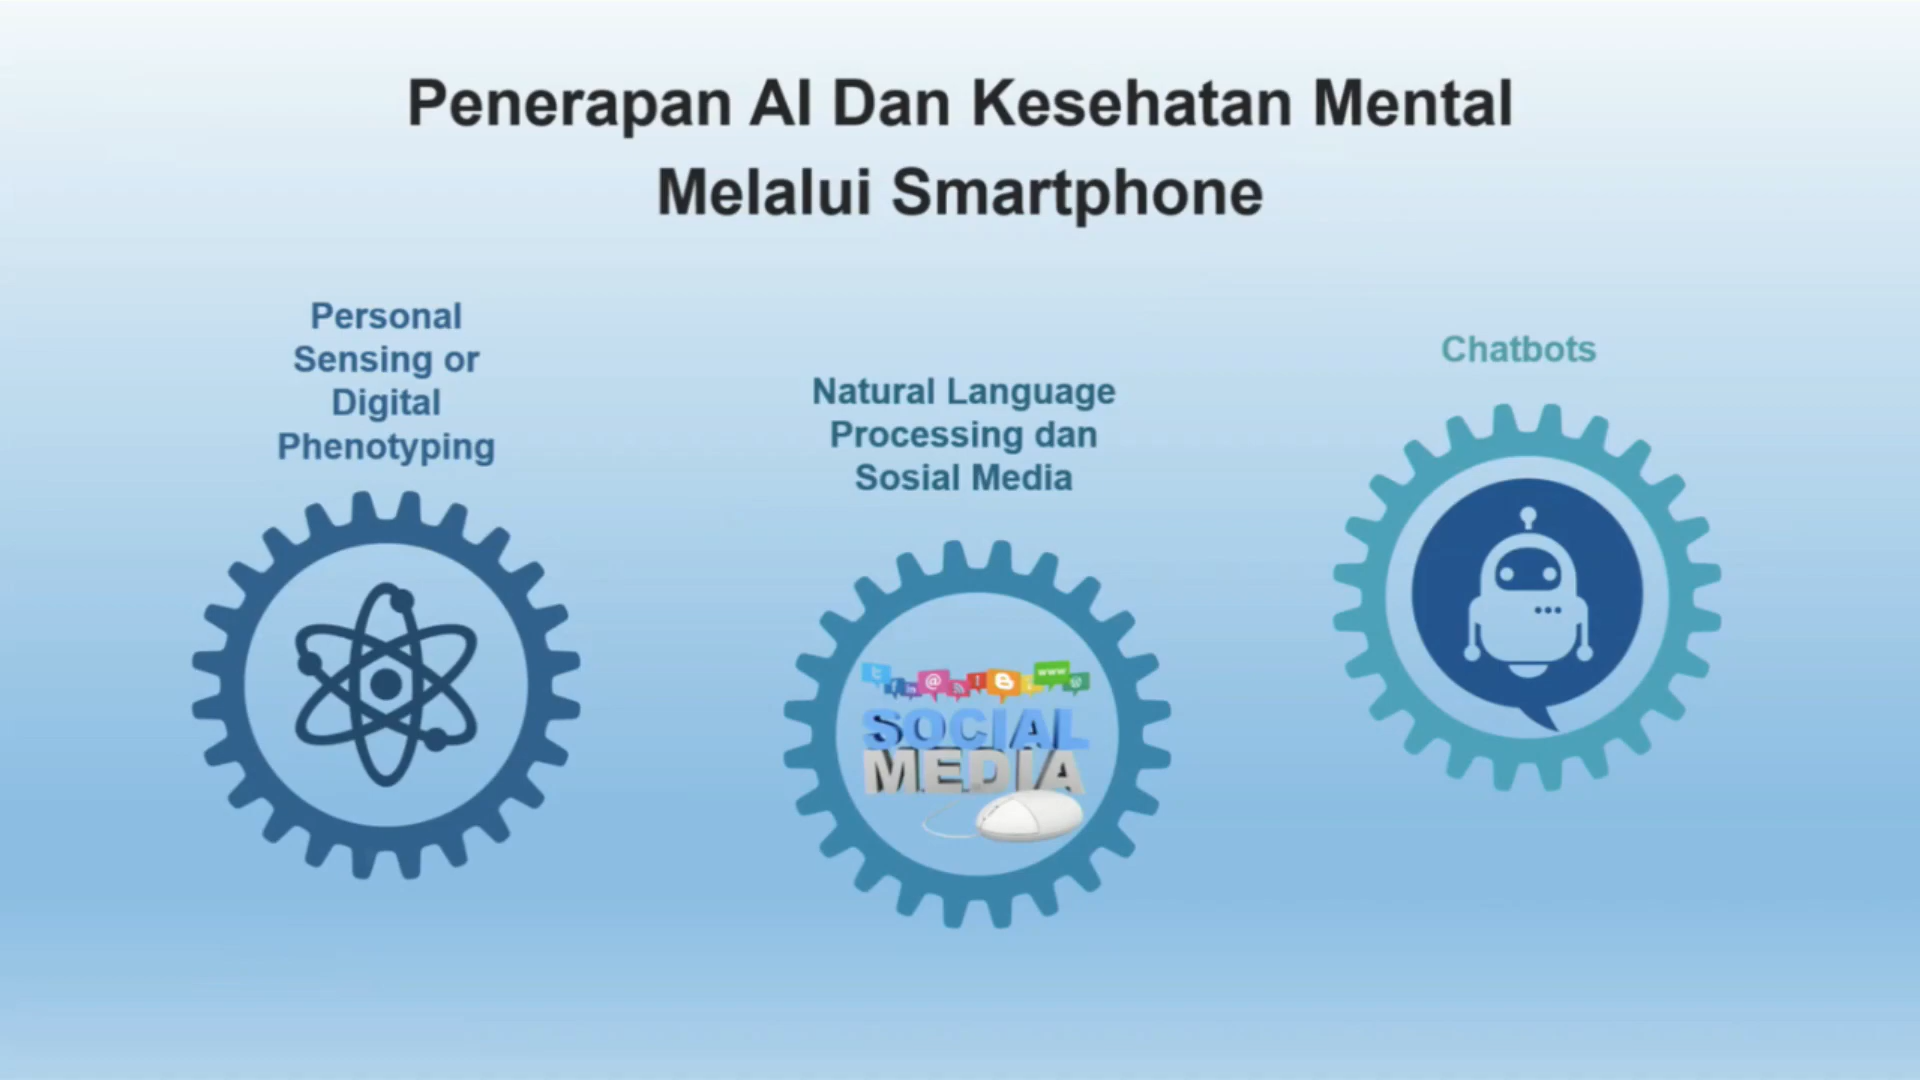 Penerapan AI Dan Kesehatan Mental
Melalui Smartphone
Personal
Sensing or
Digital
Phenotyping
Natural Language
Processing dan
Sosial Media
Chatbots
www
SOCIAL
MEDIA